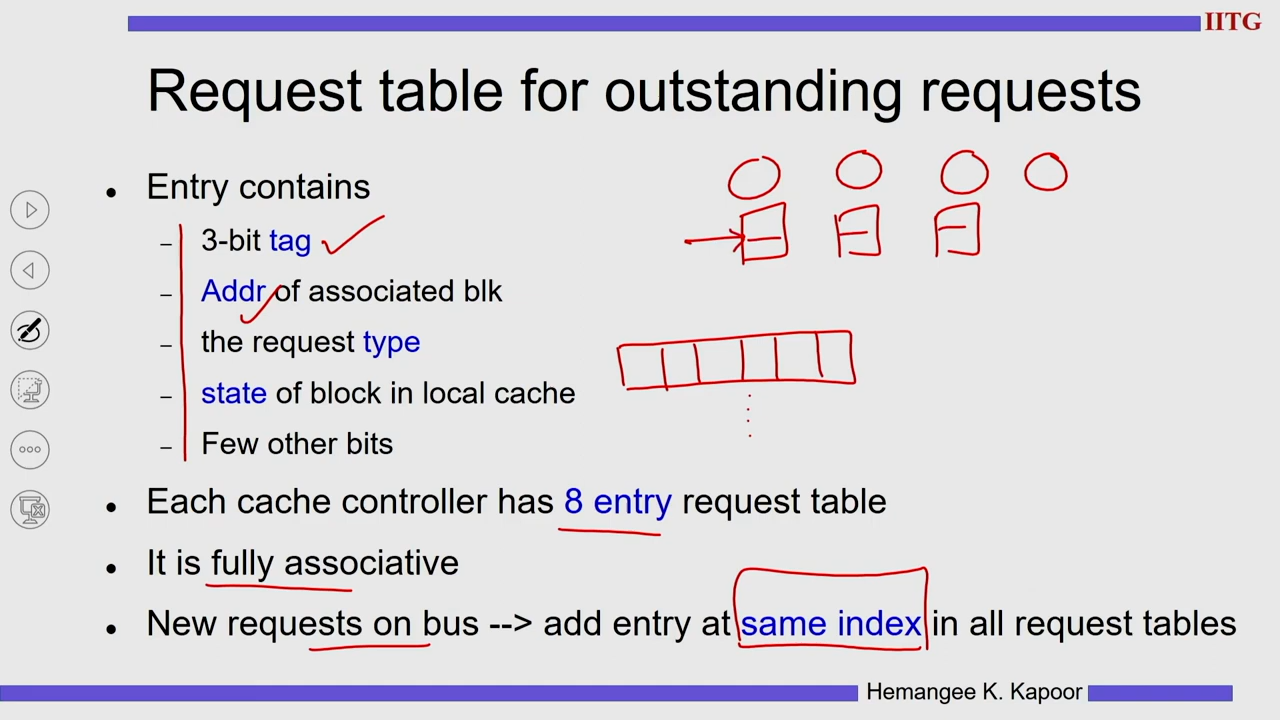 IITG
Request table for outstanding requests
• Entry contains
– 3-bit tag
– Addr of associated blk
– the request type
– state of block in local cache
– Few other bits
• Each cache controller has 8 entry request table
• It is fully associative
• New requests on bus --> add entry at same index in all request tables
Hemangee K. Kapoor